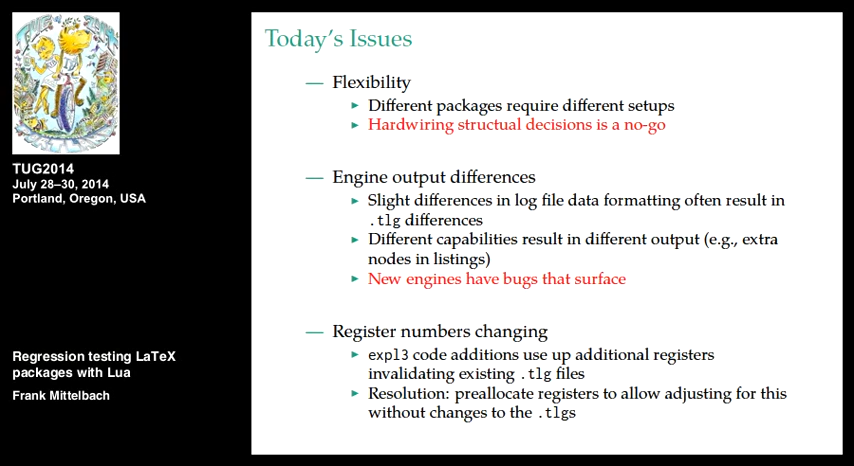 TUG2014
July 28–30, 2014
Portland, Oregon, USA
Regression testing LaTeX
packages with Lua
Frank Mittelbach
Today's Issues
— Flexibility
▸ Different packages require different setups
▸ Hardwiring structual decisions is a no-go
— Engine output differences
▸ Slight differences in log file data formatting often result in
.tlg differences
▸ Different capabilities result in different output (e.g., extra
nodes in listings)
▸ New engines have bugs that surface
— Register numbers changing
▸ expl3 code additions use up additional registers
invalidating existing .tlg files
▸ Resolution: preallocate registers to allow adjusting for this
without changes to the .tlgs